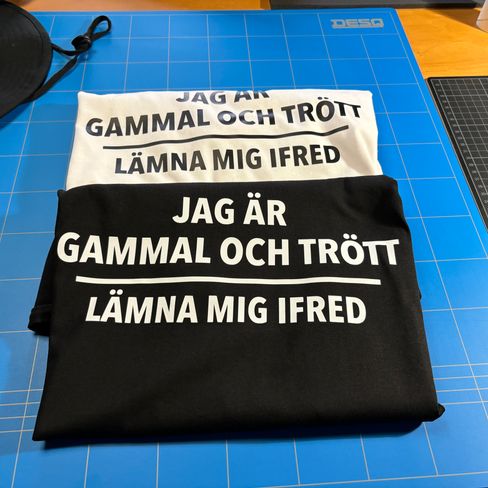 DESQ
JAG ÄR
GAMMAL OCH TRÖTT
LÄMNA MIG IFRED
JAG ÄR
GAMMAL OCH TRÖTT
LÄMNA MIG IFRED